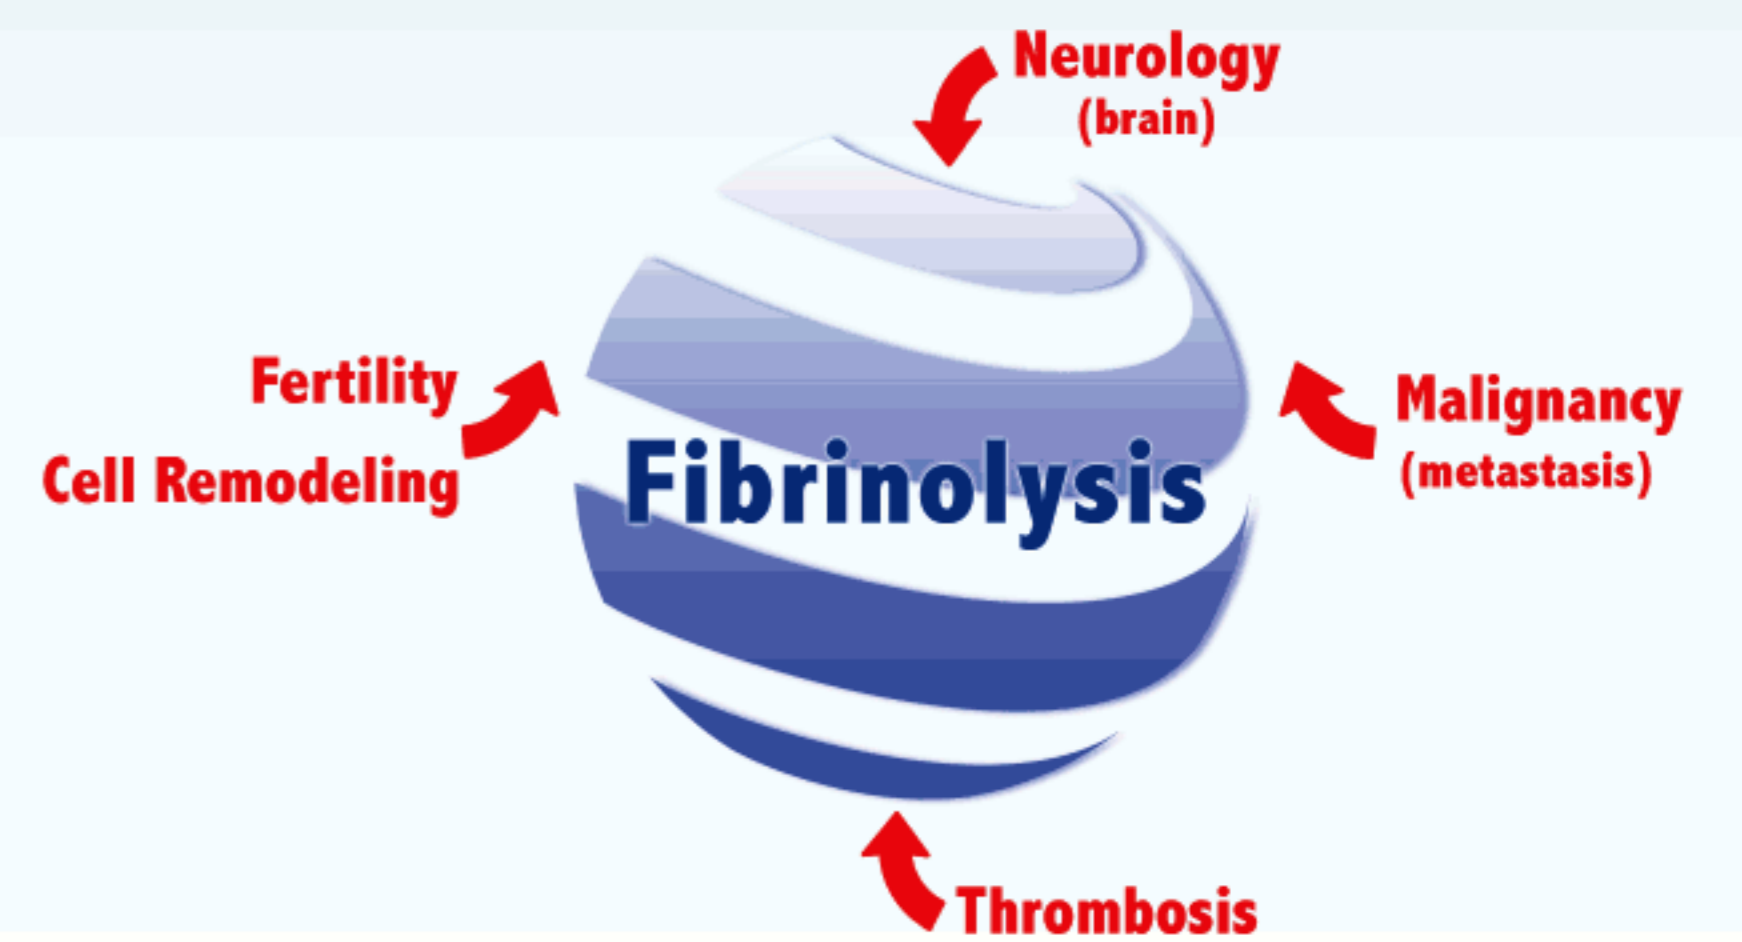 Neurology
(brain)
Fertility
Cell Remodeling
Malignancy
(metastasis)
Fibrinolysis
Thrombosis